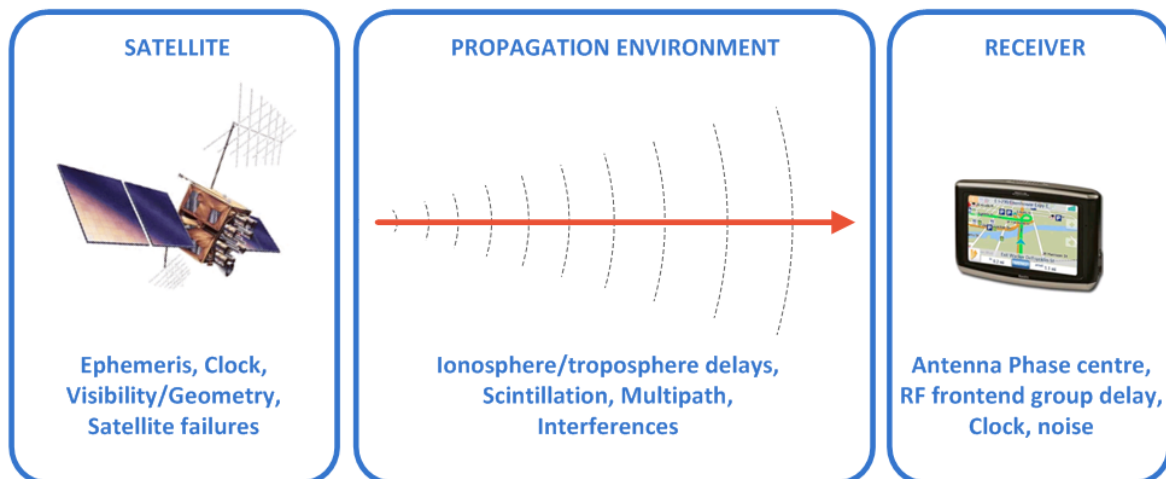 SATELLITE
Ephemeris, Clock,
Visibility/Geometry,
Satellite failures
PROPAGATION ENVIRONMENT
Ionosphere/troposphere delays,
Scintillation, Multipath,
Interferences
RECEIVER
Antenna Phase centre,
RF frontend group delay,
Clock, noise